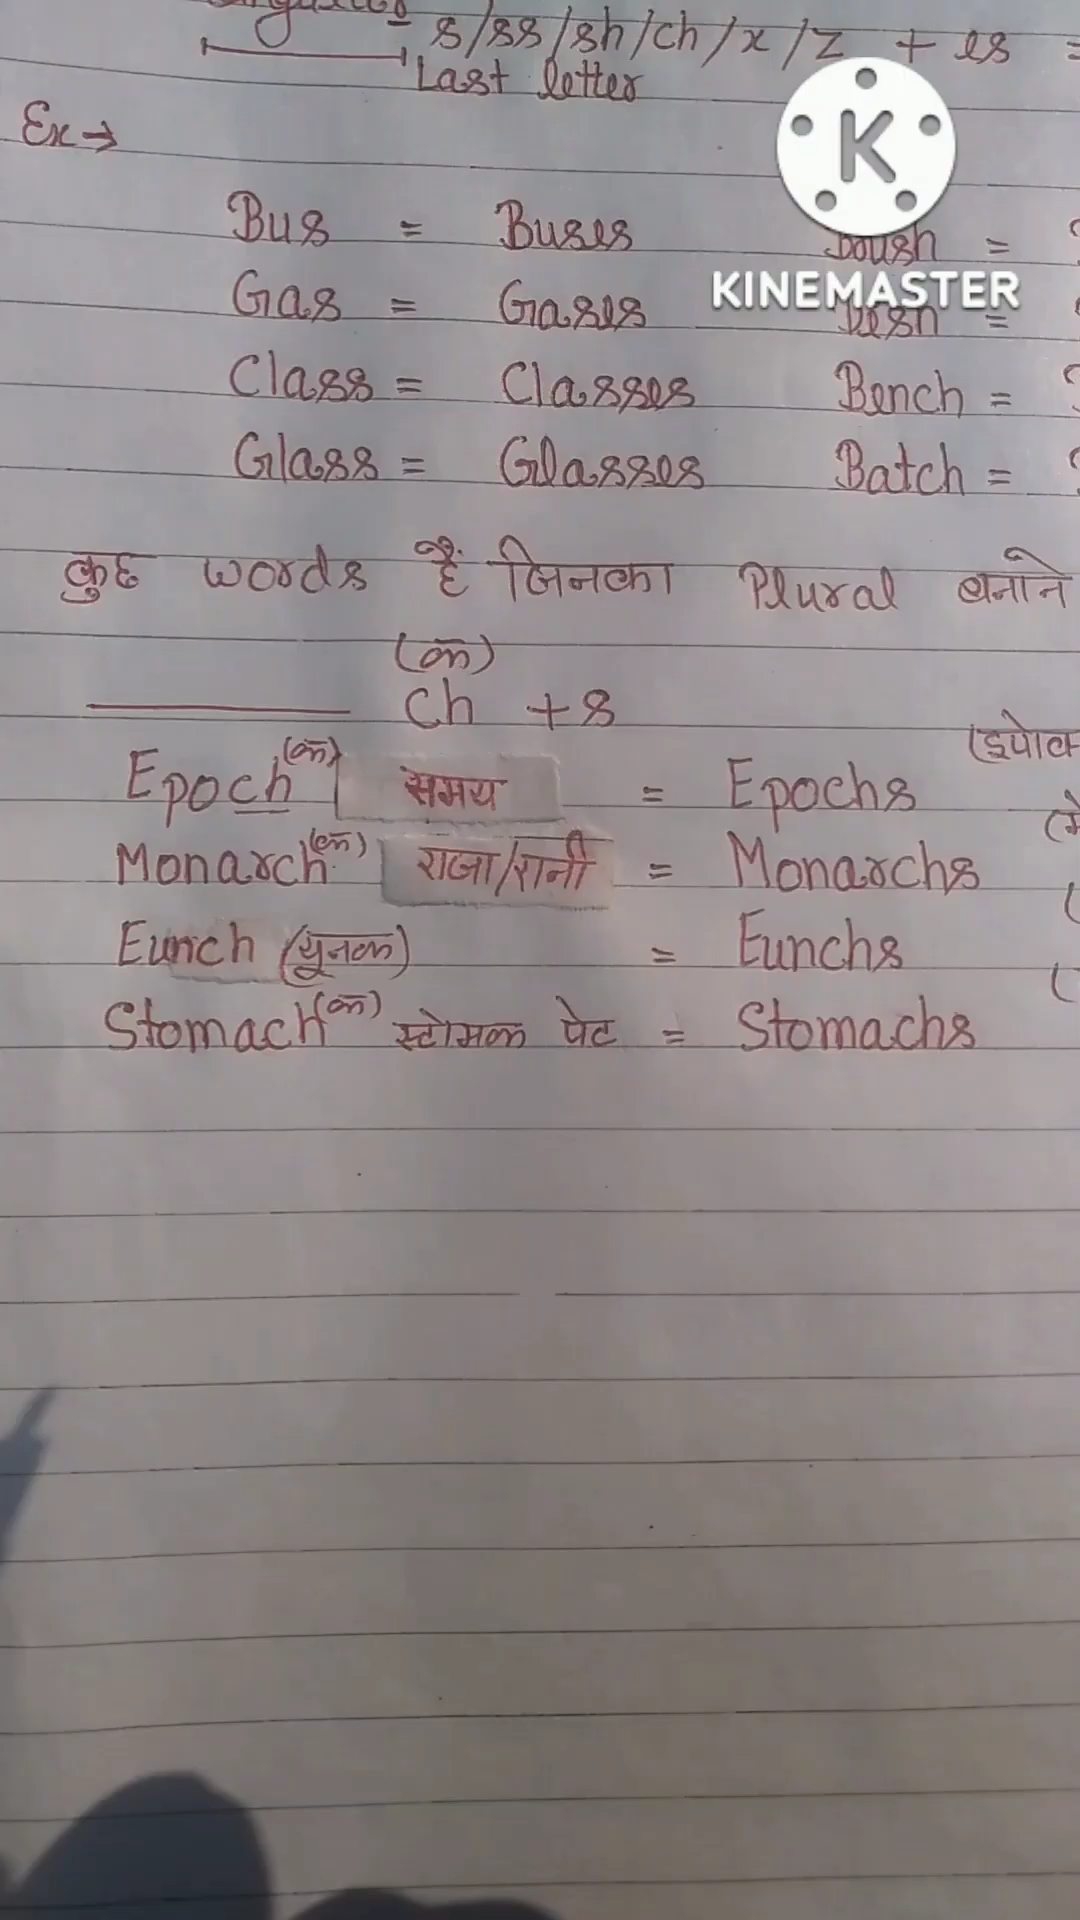 s/ss/sh/ch/x/z + es =
Last letter
Ex→
Bus = Buses
Gas = Gases
Class = Classes Bench =
Glass = Glasses Batch =
KINEMASTER
कुछ words हैं जिनका Plural बनाने
(क)
ch + s
Epoch (क) समय = Epochs
Monarch (क) राजा/रानी = Monarchs
Eunch (यूनक) = Eunchs
Stomach (क) स्टोमक पेट = Stomachs